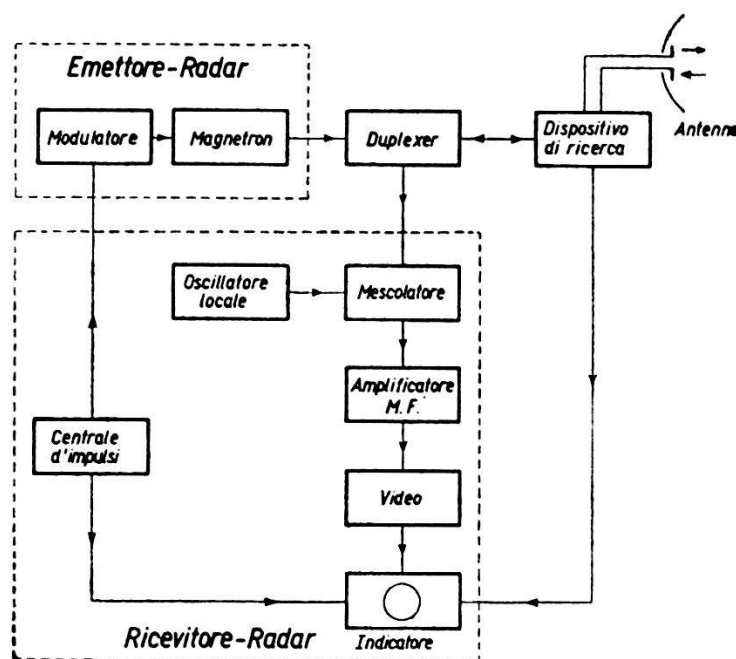 Emettore-Radar
Modulatore
Magnetron
Duplexer
Dispositivo
di ricerca
Antenna
Oscillatore
locale
Mescolatore
Amplificatore
M.F.
Centrale
d'impulsi
Video
Indicatore
Ricevitore-Radar